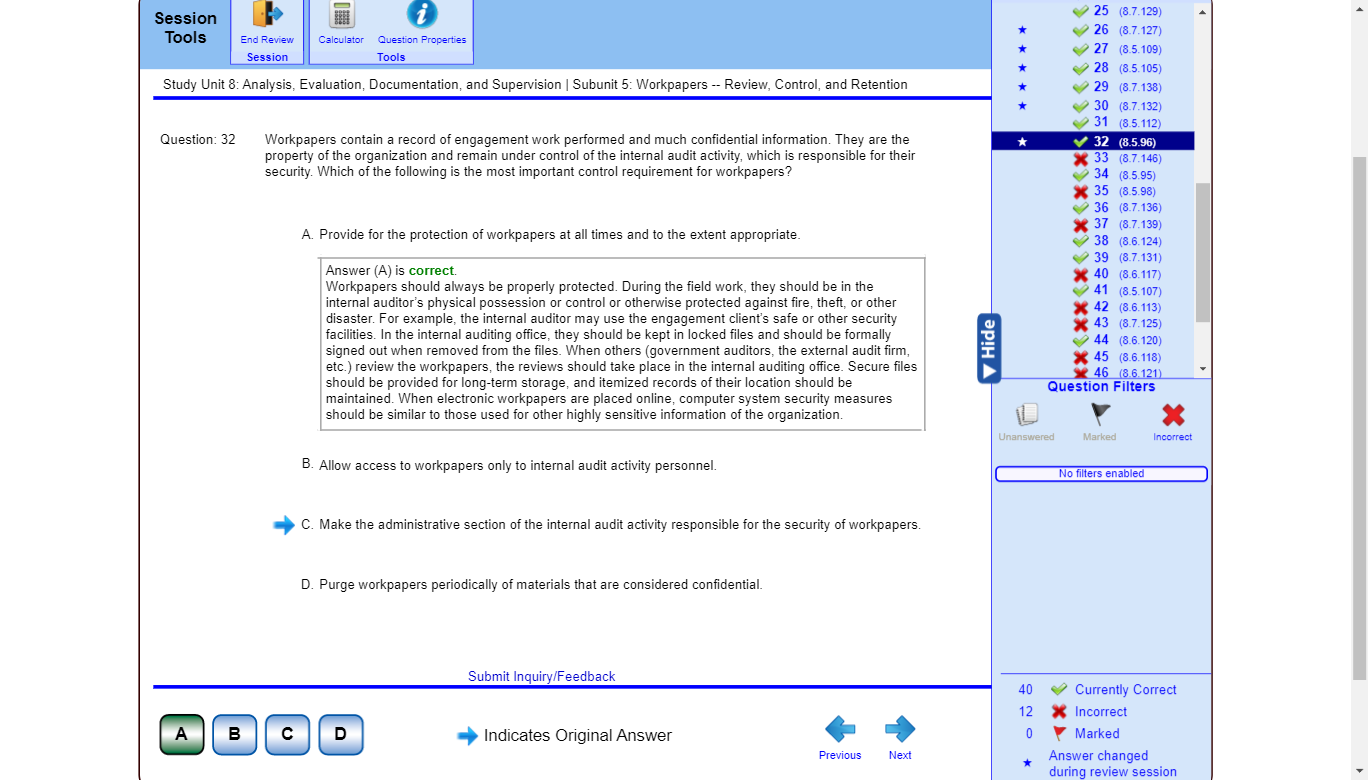 Session
Tools
End Review
Session
Calculator
Question Properties
Tools
Study Unit 8: Analysis, Evaluation, Documentation, and Supervision | Subunit 5: Workpapers -- Review, Control, and Retention
Question: 32
Workpapers contain a record of engagement work performed and much confidential information. They are the
property of the organization and remain under control of the internal audit activity, which is responsible for their
security. Which of the following is the most important control requirement for workpapers?
A. Provide for the protection of workpapers at all times and to the extent appropriate.
Answer (A) is correct.
Workpapers should always be properly protected. During the field work, they should be in the
internal auditor's physical possession or control or otherwise protected against fire, theft, or other
disaster. For example, the internal auditor may use the engagement client's safe or other security
facilities. In the internal auditing office, they should be kept in locked files and should be formally
signed out when removed from the files. When others (government auditors, the external audit firm,
etc.) review the workpapers, the reviews should take place in the internal auditing office. Secure files
should be provided for long-term storage, and itemized records of their location should be
maintained. When electronic workpapers are placed online, computer system security measures
should be similar to those used for other highly sensitive information of the organization.
B. Allow access to workpapers only to internal audit activity personnel.
C. Make the administrative section of the internal audit activity responsible for the security of workpapers.
D. Purge workpapers periodically of materials that are considered confidential.
Submit Inquiry/Feedback
A
B
C
D
Indicates Original Answer
Previous
Next
25 (8.7.129)
26 (8.7.127)
27 (8.5.109)
28 (8.5.105)
29 (8.7.138)
30 (8.7.132)
31 (8.5.112)
32 (8.5.96)
33 (8.7.146)
34 (8.5.95)
35 (8.5.98)
36 (8.7.136)
37 (8.7.139)
38 (8.6.124)
39 (8.7.131)
40 (8.6.117)
41 (8.5.107)
42 (8.6.113)
43 (8.7.125)
44 (8.6.120)
45 (8.6.118)
46 (8.6.121)
Hide
Question Filters
Unanswered
Marked
Incorrect
No filters enabled
40 Currently Correct
12 Incorrect
0 Marked
Answer changed
during review session